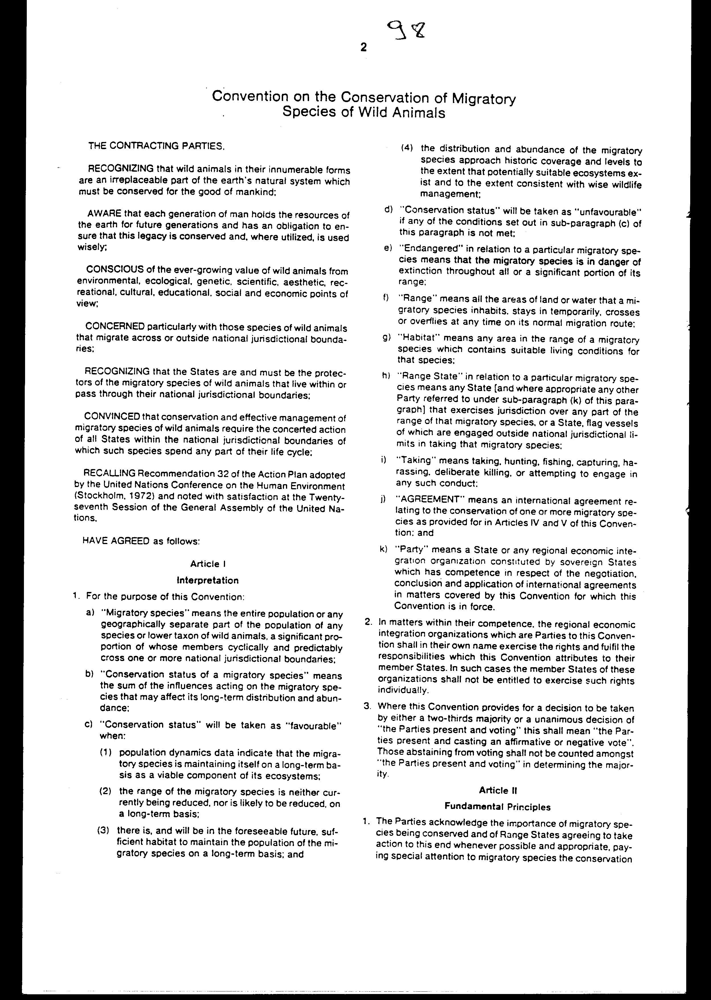 98
2
Convention on the Conservation of Migratory
Species of Wild Animals
THE CONTRACTING PARTIES,
RECOGNIZING that wild animals in their innumerable forms
are an irreplaceable part of the earth's natural system which
must be conserved for the good of mankind;
AWARE that each generation of man holds the resources of
the earth for future generations and has an obligation to en-
sure that this legacy is conserved and, where utilized, is used
wisely;
CONSCIOUS of the ever-growing value of wild animals from
environmental, ecological, genetic, scientific, aesthetic, rec-
reational, cultural, educational, social and economic points of
view;
CONCERNED particularly with those species of wild animals
that migrate across or outside national jurisdictional bounda-
ries;
RECOGNIZING that the States are and must be the protec-
tors of the migratory species of wild animals that live within or
pass through their national jurisdictional boundaries;
CONVINCED that conservation and effective management of
migratory species of wild animals require the concerted action
of all States within the national jurisdictional boundaries of
which such species spend any part of their life cycle;
RECALLING Recommendation 32 of the Action Plan adopted
by the United Nations Conference on the Human Environment
(Stockholm, 1972) and noted with satisfaction at the Twenty-
seventh Session of the General Assembly of the United Na-
tions,
HAVE AGREED as follows:
Article I
Interpretation
1. For the purpose of this Convention:
a) "Migratory species" means the entire population or any
geographically separate part of the population of any
species or lower taxon of wild animals, a significant pro-
portion of whose members cyclically and predictably
cross one or more national jurisdictional boundaries;
b) "Conservation status of a migratory species" means
the sum of the influences acting on the migratory spe-
cies that may affect its long-term distribution and abun-
dance;
c) "Conservation status" will be taken as "favourable"
when:
(1) population dynamics data indicate that the migra-
tory species is maintaining itself on a long-term ba-
sis as a viable component of its ecosystems;
(2) the range of the migratory species is neither cur-
rently being reduced, nor is likely to be reduced, on
a long-term basis;
(3) there is, and will be in the foreseeable future, suf-
ficient habitat to maintain the population of the mi-
gratory species on a long-term basis; and
(4) the distribution and abundance of the migratory
species approach historic coverage and levels to
the extent that potentially suitable ecosystems ex-
ist and to the extent consistent with wise wildlife
management;
d) "Conservation status" will be taken as "unfavourable"
if any of the conditions set out in sub-paragraph (c) of
this paragraph is not met;
e) "Endangered" in relation to a particular migratory spe-
cies means that the migratory species is in danger of
extinction throughout all or a significant portion of its
range;
f) "Range" means all the areas of land or water that a mi-
gratory species inhabits, stays in temporarily, crosses
or overflies at any time on its normal migration route;
g) "Habitat" means any area in the range of a migratory
species which contains suitable living conditions for
that species;
h) "Range State" in relation to a particular migratory spe-
cies means any State [and where appropriate any other
Party referred to under sub-paragraph (k) of this para-
graph] that exercises jurisdiction over any part of the
range of that migratory species, or a State, flag vessels
of which are engaged outside national jurisdictional li-
mits in taking that migratory species;
i) "Taking" means taking, hunting, fishing, capturing, ha-
rassing, deliberate killing, or attempting to engage in
any such conduct;
j) "AGREEMENT" means an international agreement re-
lating to the conservation of one or more migratory spe-
cies as provided for in Articles IV and V of this Conven-
tion; and
k) "Party" means a State or any regional economic inte-
gration organization constituted by sovereign States
which has competence in respect of the negotiation,
conclusion and application of international agreements
in matters covered by this Convention for which this
Convention is in force.
2. In matters within their competence, the regional economic
integration organizations which are Parties to this Conven-
tion shall in their own name exercise the rights and fulfil the
responsibilities which this Convention attributes to their
member States. In such cases the member States of these
organizations shall not be entitled to exercise such rights
individually.
3. Where this Convention provides for a decision to be taken
by either a two-thirds majority or a unanimous decision of
"the Parties present and voting" this shall mean "the Par-
ties present and casting an affirmative or negative vote".
Those abstaining from voting shall not be counted amongst
"the Parties present and voting" in determining the major-
ity.
Article II
Fundamental Principles
1. The Parties acknowledge the importance of migratory spe-
cies being conserved and of Range States agreeing to take
action to this end whenever possible and appropriate, pay-
ing special attention to migratory species the conservation